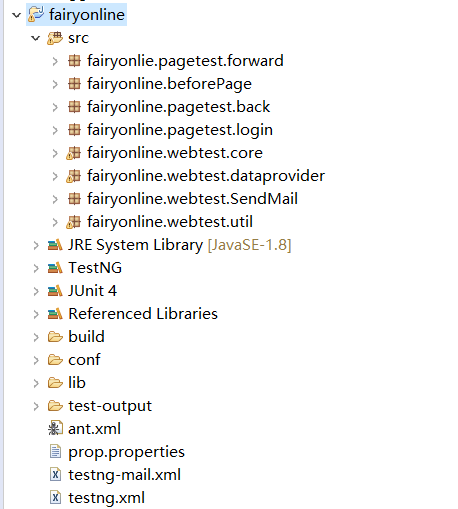 fairyonline
src
fairyonlie.pagetest.forward
fairyonline.beforePage
fairyonline.pagetest.back
fairyonline.pagetest.login
fairyonline.webtest.core
fairyonline.webtest.dataprovider
fairyonline.webtest.SendMail
fairyonline.webtest.util
JRE System Library [JavaSE-1.8]
TestNG
JUnit 4
Referenced Libraries
build
conf
lib
test-output
ant.xml
prop.properties
testng-mail.xml
testng.xml